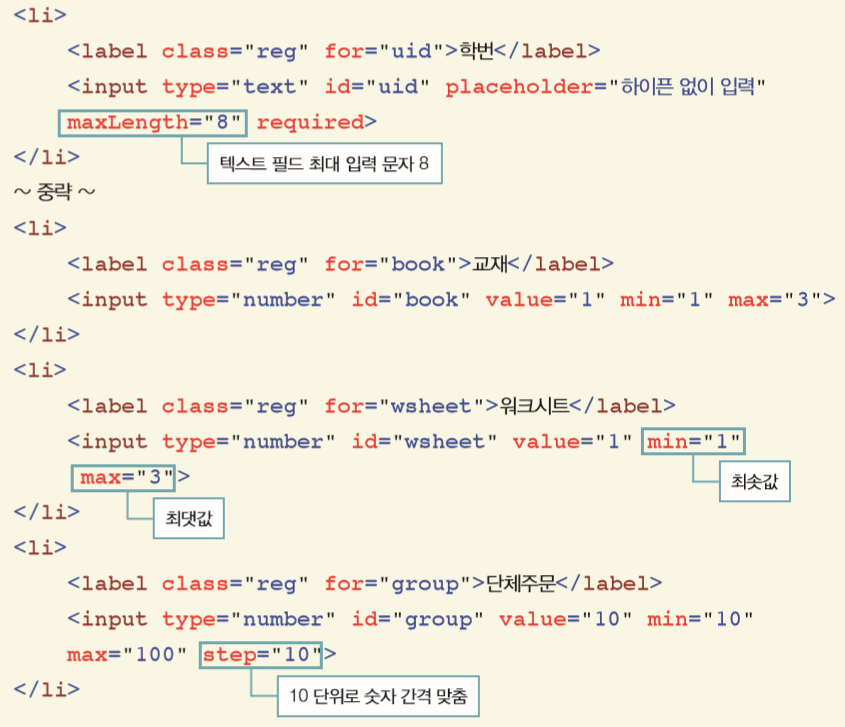 <li>
<label class="reg" for="uid">학번</label>
<input type="text" id="uid" placeholder="하이픈 없이 입력"
maxLength="8" required>
</li>
텍스트 필드 최대 입력 문자 8
~ 중략 ~
<li>
<label class="reg" for="book">교재</label>
<input type="number" id="book" value="1" min="1" max="3">
</li>
<li>
<label class="reg" for="wsheet">워크시트</label>
<input type="number" id="wsheet" value="1" min="1"
max="3">
최솟값
</li>
최댓값
<li>
<label class="reg" for="group">단체주문</label>
<input type="number" id="group" value="10" min="10"
max="100" step="10">
</li>
10 단위로 숫자 간격 맞춤